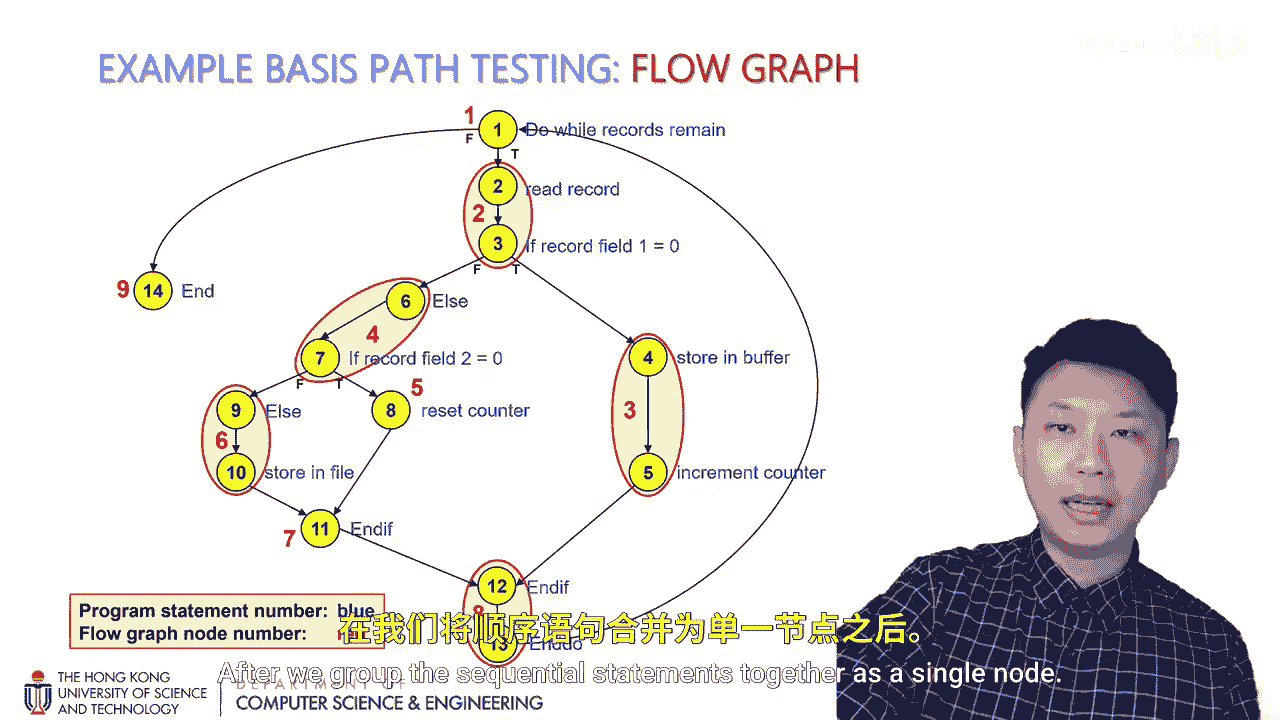 EXAMPLE BASIS PATH TESTING: FLOW GRAPH
1
1
Do while records remain
F
T
2
read record
2
3
If record field 1 = 0
F
T
9
14
End
6
Else
4
7
If record field 2 = 0
F
T
5
4
store in buffer
9
Else
8
reset counter
3
6
10
store in file
5
increment counter
7
11
Endif
12
Endif
8
13
Enddo
Program statement number: blue
Flow graph node number:
在我们将顺序语句合并为单一节点之后。
After we group the sequential statements together as a single node.
THE HONG KONG
UNIVERSITY OF SCIENCE
AND TECHNOLOGY
DEPARTMENT OF
COMPUTER SCIENCE & ENGINEERING